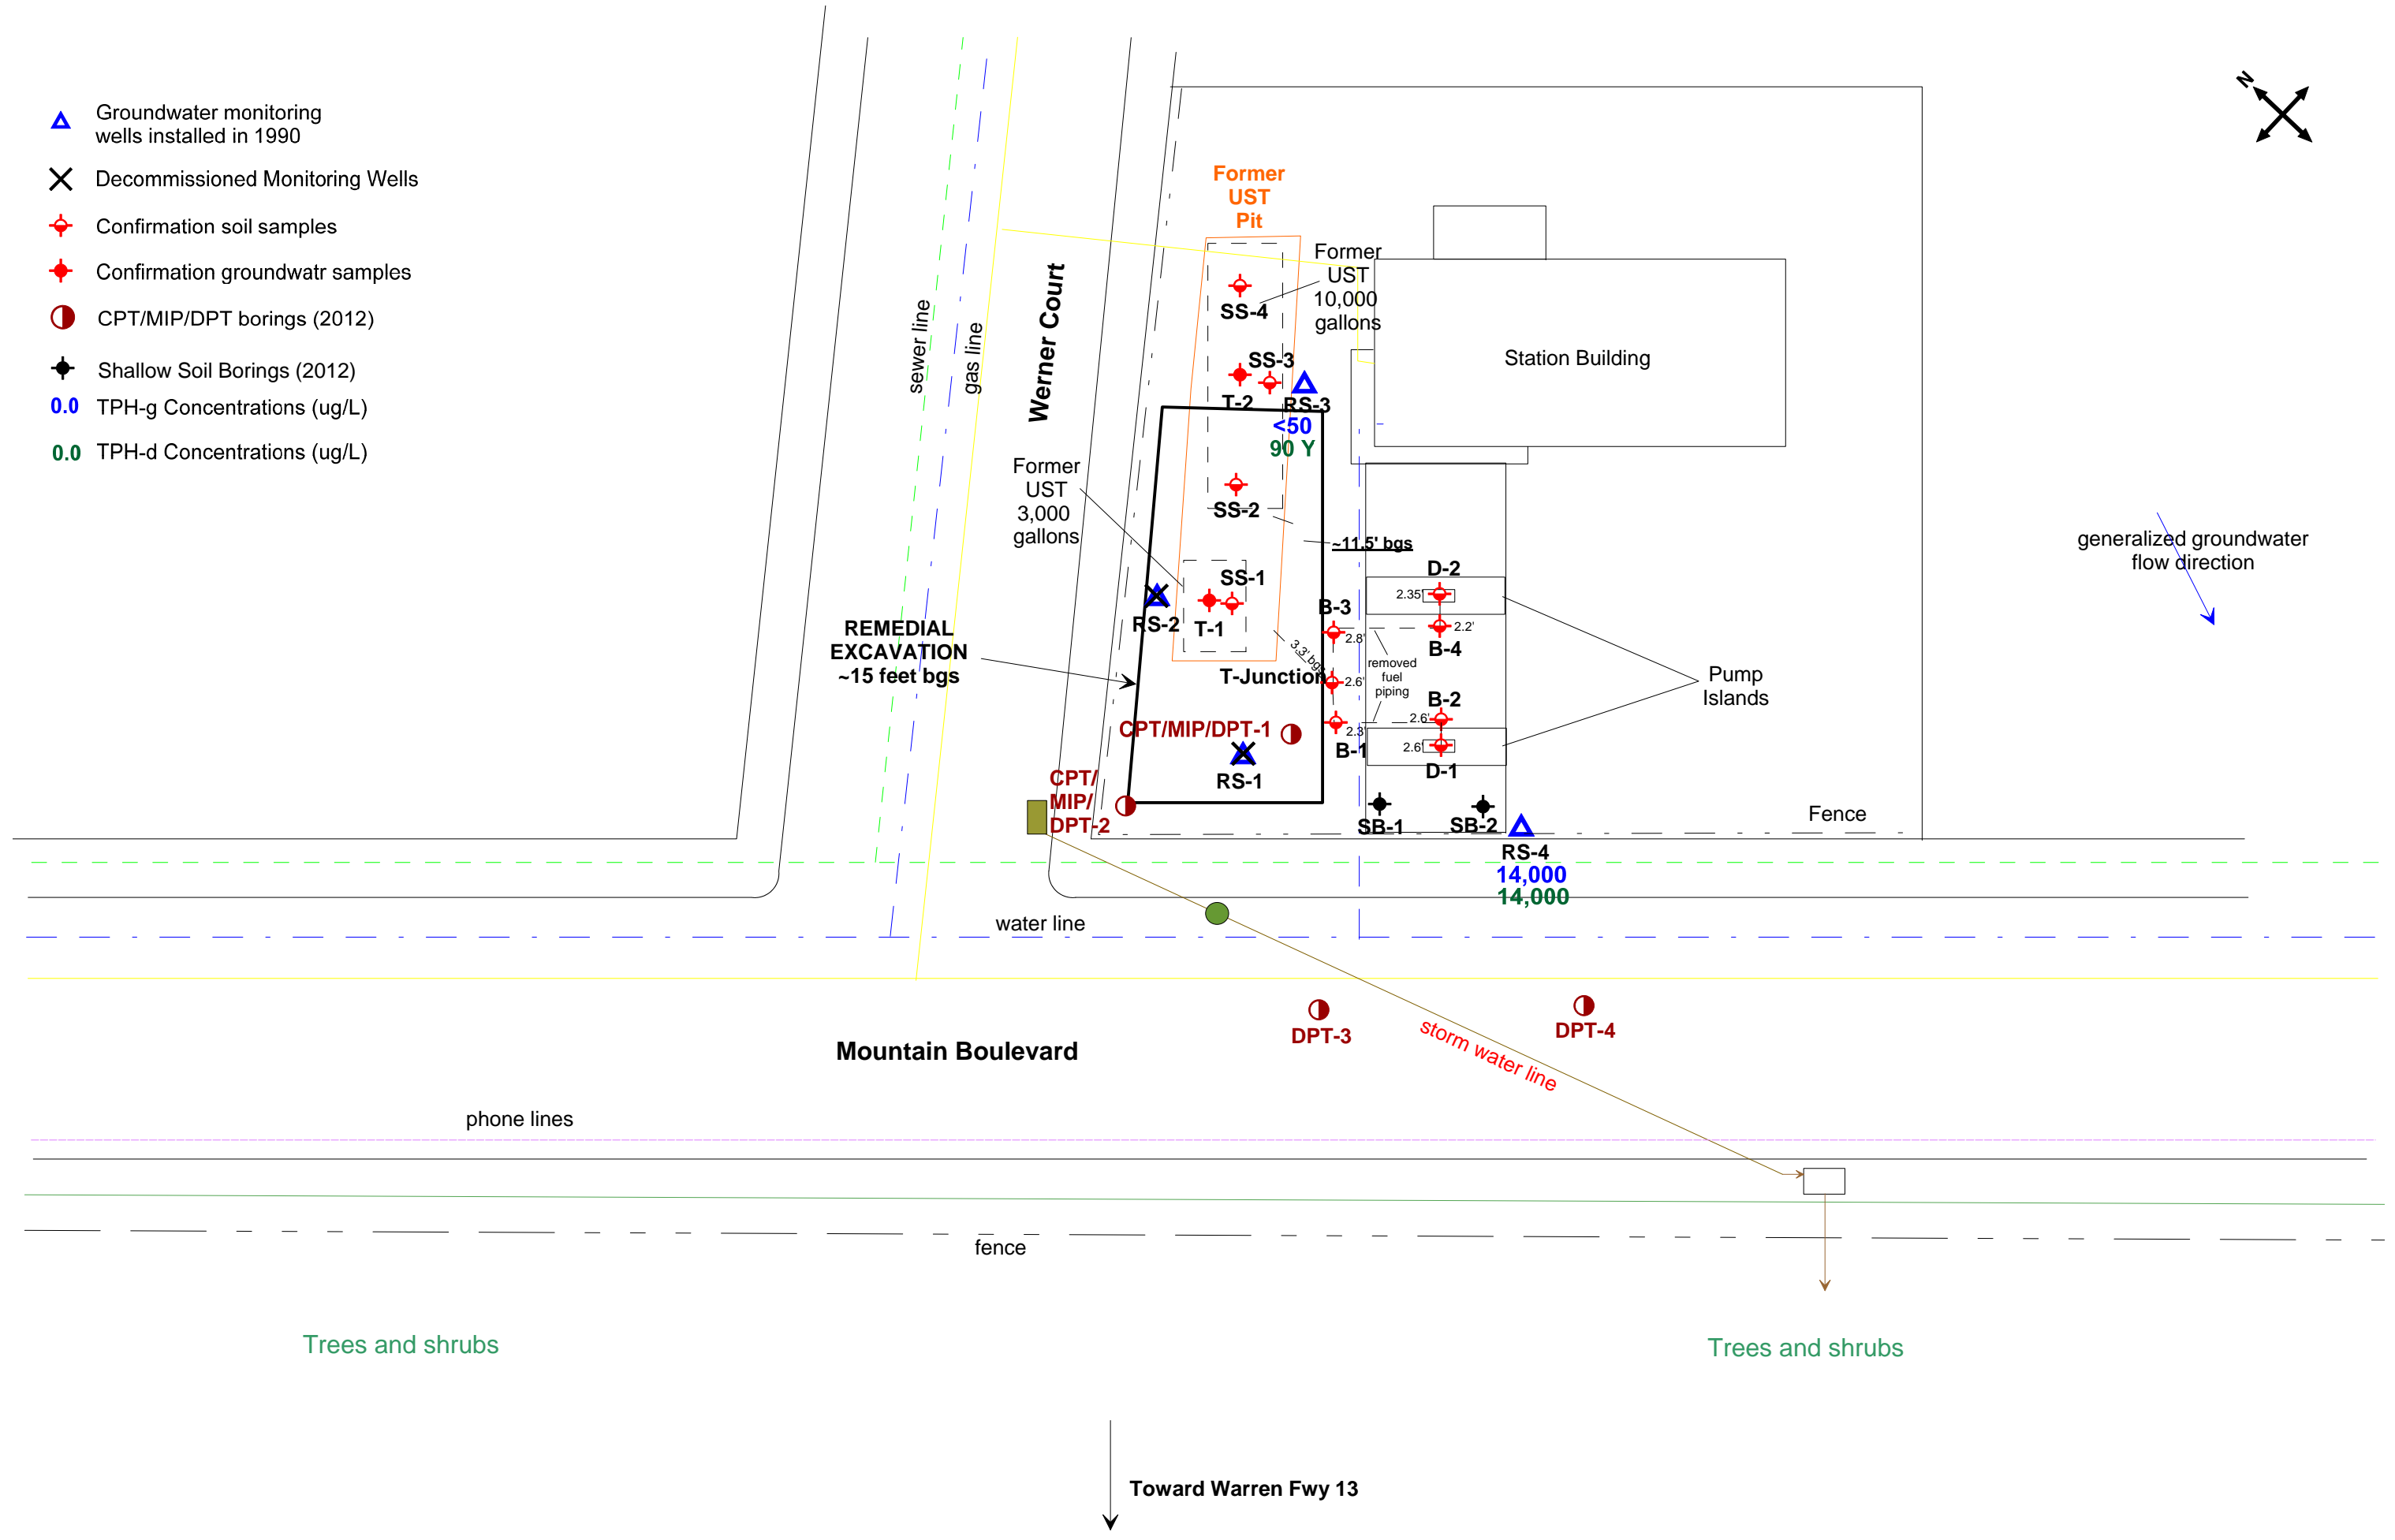 N
Groundwater monitoring
wells installed in 1990
Decommissioned Monitoring Wells
Confirmation soil samples
Confirmation groundwatr samples
CPT/MIP/DPT borings (2012)
Shallow Soil Borings (2012)
0.0 TPH-g Concentrations (ug/L)
0.0 TPH-d Concentrations (ug/L)
sewer line
gas line
Werner Court
Former
UST
Pit
Former
UST
10,000
gallons
SS-4
SS-3
T-2
RS-3
<50
90 Y
Station Building
Former
UST
3,000
gallons
SS-2
~11.5' bgs
generalized groundwater
flow direction
SS-1
T-1
RS-2
REMEDIAL
EXCAVATION
~15 feet bgs
D-2
2.35'
B-3
2.8'
2.2'
B-4
3.3' bgs
T-Junction
2.6'
removed
fuel
piping
Pump
Islands
B-2
2.6'
2.3'
B-1
2.6'
D-1
CPT/MIP/DPT-1
RS-1
CPT/
MIP/
DPT-2
SB-1
SB-2
Fence
RS-4
14,000
14,000
water line
DPT-3
DPT-4
storm water line
Mountain Boulevard
phone lines
fence
Trees and shrubs
Trees and shrubs
Toward Warren Fwy 13